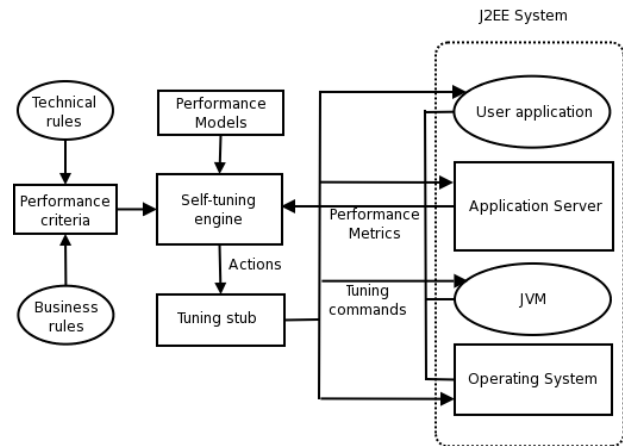 J2EE System
Technical
rules
Performance
Models
User application
Performance
criteria
Self-tuning
engine
Application Server
Performance
Metrics
Actions
Business
rules
Tuning stub
Tuning
commands
JVM
Operating System